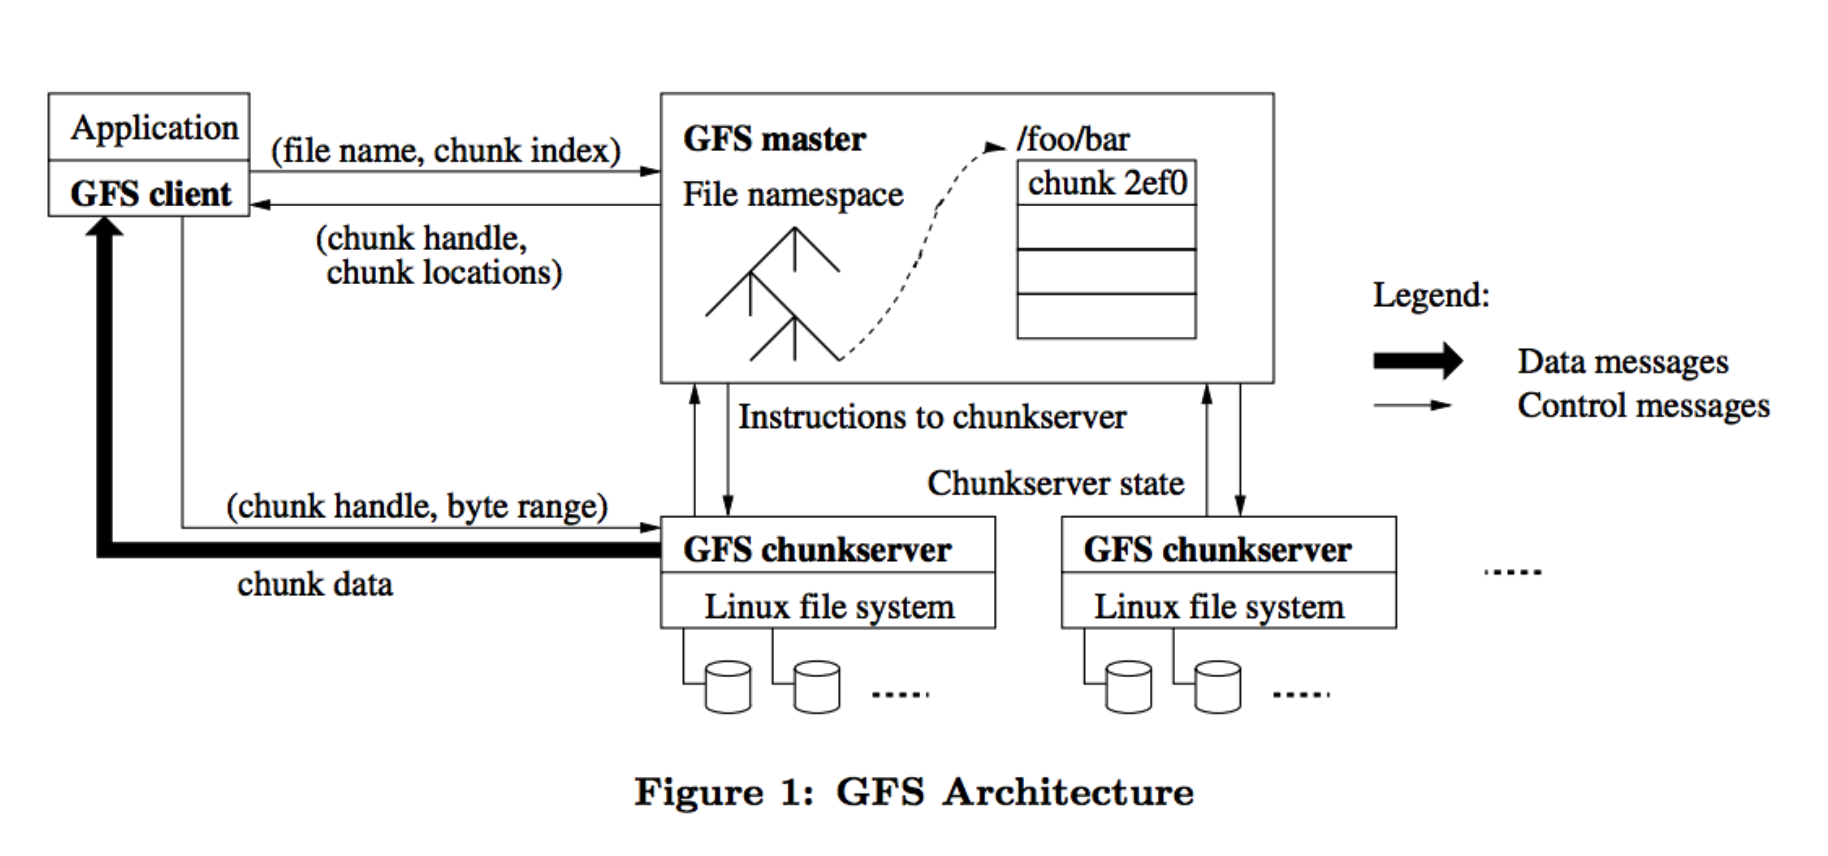 Application
GFS client
(file name, chunk index)
(chunk handle,
chunk locations)
GFS master
File namespace
/foo/bar
chunk 2ef0
Legend:
Data messages
Control messages
Instructions to chunkserver
Chunkserver state
(chunk handle, byte range)
chunk data
GFS chunkserver
Linux file system
GFS chunkserver
Linux file system
Figure 1: GFS Architecture